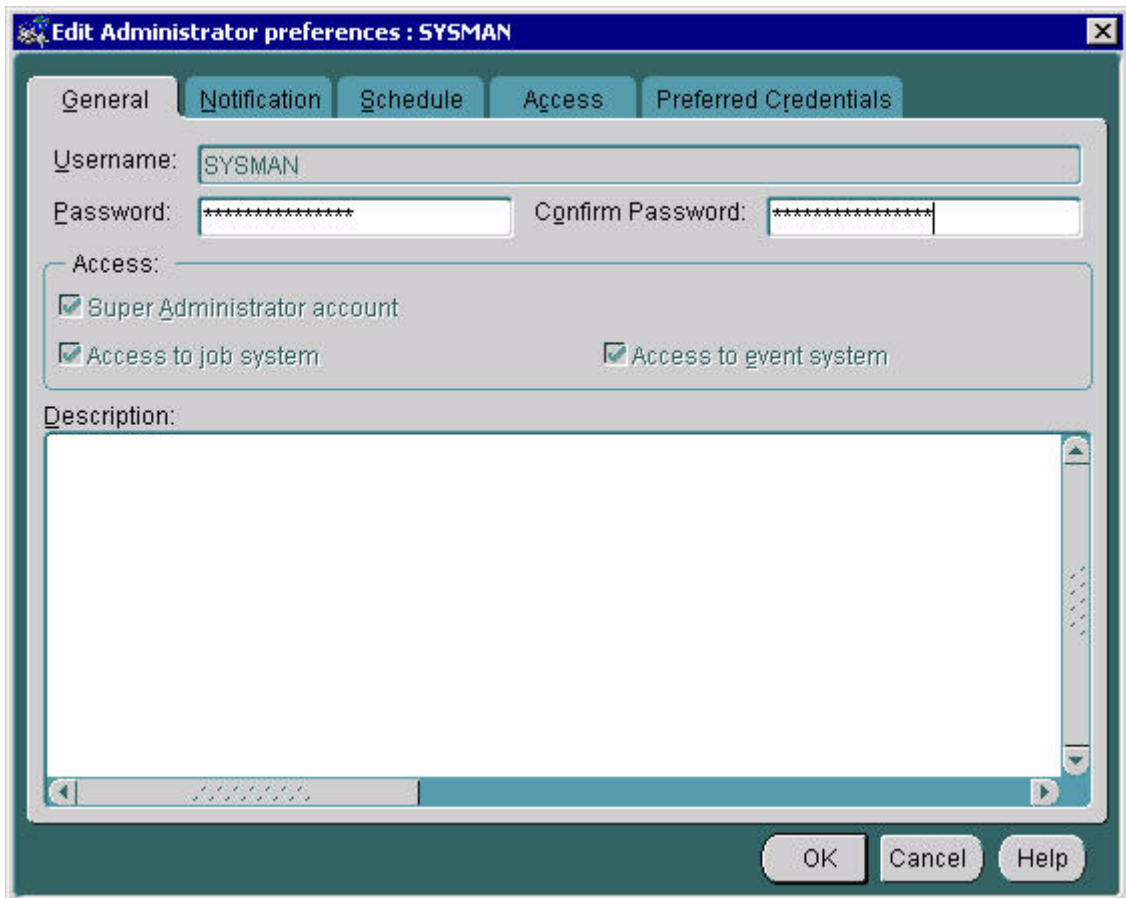 Edit Administrator preferences : SYSMAN
General Notification Schedule Access Preferred Credentials
Username: SYSMAN
Password: *************** Confirm Password: ****************
Access:
Super Administrator account
Access to job system Access to event system
Description:
OK Cancel Help